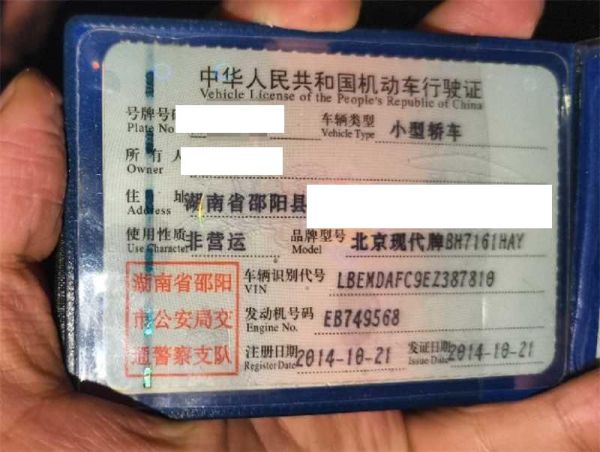 中华人民共和国机动车行驶证
Vehicle License of the People's Republic of China
号牌号 车辆类型 小型轿车
Plate No. Vehicle Type
所有人
Owner
住址 湖南省邵阳县
Address
使用性质 非营运 品牌型号 北京现代牌BH7161HAY
Use Character Model
湖南省邵阳
市公安局交
通警察支队
车辆识别代号 LBEMDAFC9EZ387810
VIN
发动机号码 EB749568
Engine No.
注册日期 2014-10-21 发证日期 2014-10-21
Register Date Issue Date